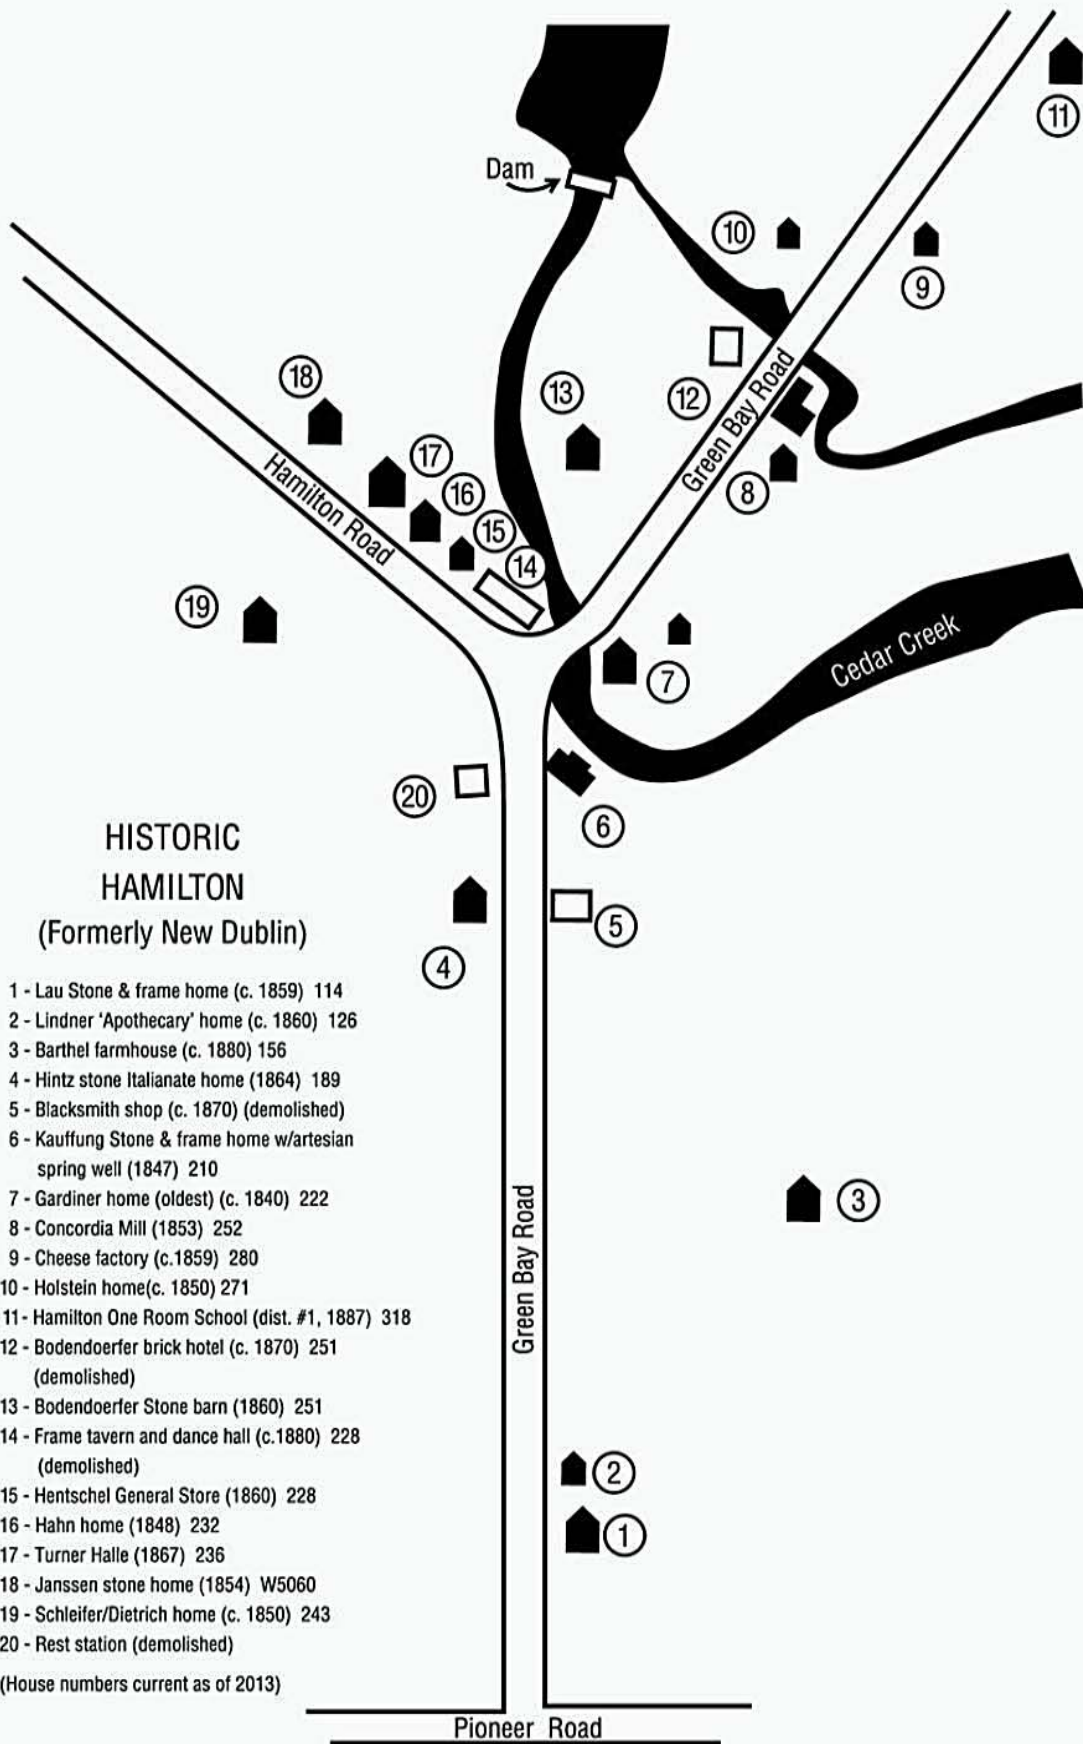 Dam
11
10
9
18
13
12
Green Bay Road
17
Hamilton Road
16
8
15
14
19
Cedar Creek
7
20
6
HISTORIC
HAMILTON
(Formerly New Dublin)
5
4
1 - Lau Stone & frame home (c. 1859) 114
2 - Lindner 'Apothecary' home (c. 1860) 126
3 - Barthel farmhouse (c. 1880) 156
4 - Hintz stone Italianate home (1864) 189
5 - Blacksmith shop (c. 1870) (demolished)
6 - Kauffung Stone & frame home w/artesian
spring well (1847) 210
7 - Gardiner home (oldest) (c. 1840) 222
8 - Concordia Mill (1853) 252
9 - Cheese factory (c.1859) 280
10 - Holstein home(c. 1850) 271
11 - Hamilton One Room School (dist. #1, 1887) 318
12 - Bodendoerfer brick hotel (c. 1870) 251
(demolished)
13 - Bodendoerfer Stone barn (1860) 251
14 - Frame tavern and dance hall (c.1880) 228
(demolished)
15 - Hentschel General Store (1860) 228
16 - Hahn home (1848) 232
17 - Turner Halle (1867) 236
18 - Janssen stone home (1854) W5060
19 - Schleifer/Dietrich home (c. 1850) 243
20 - Rest station (demolished)
(House numbers current as of 2013)
3
Green Bay Road
2
1
Pioneer Road